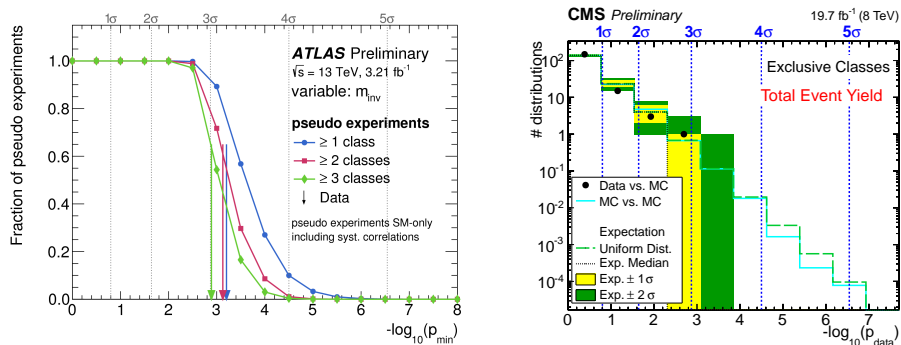 1σ 2σ 3σ 4σ 5σ
ATLAS Preliminary
√s = 13 TeV, 3.21 fb⁻¹
variable: m_inv
pseudo experiments
≥ 1 class
≥ 2 classes
≥ 3 classes
Data
pseudo experiments SM-only
including syst. correlations
Fraction of pseudo experiments
1.0
0.8
0.6
0.4
0.2
0.0
0 1 2 3 4 5 6 7 8
-log₁₀(p_min)
CMS Preliminary 19.7 fb⁻¹ (8 TeV)
1σ 2σ 3σ 4σ 5σ
Exclusive Classes
Total Event Yield
# distributions
10²
10
1
10⁻¹
10⁻²
10⁻³
10⁻⁴
Data vs. MC
MC vs. MC
Expectation
Uniform Dist.
Exp. Median
Exp. ± 1σ
Exp. ± 2 σ
0 1 2 3 4 5 6 7
-log₁₀(p_data)